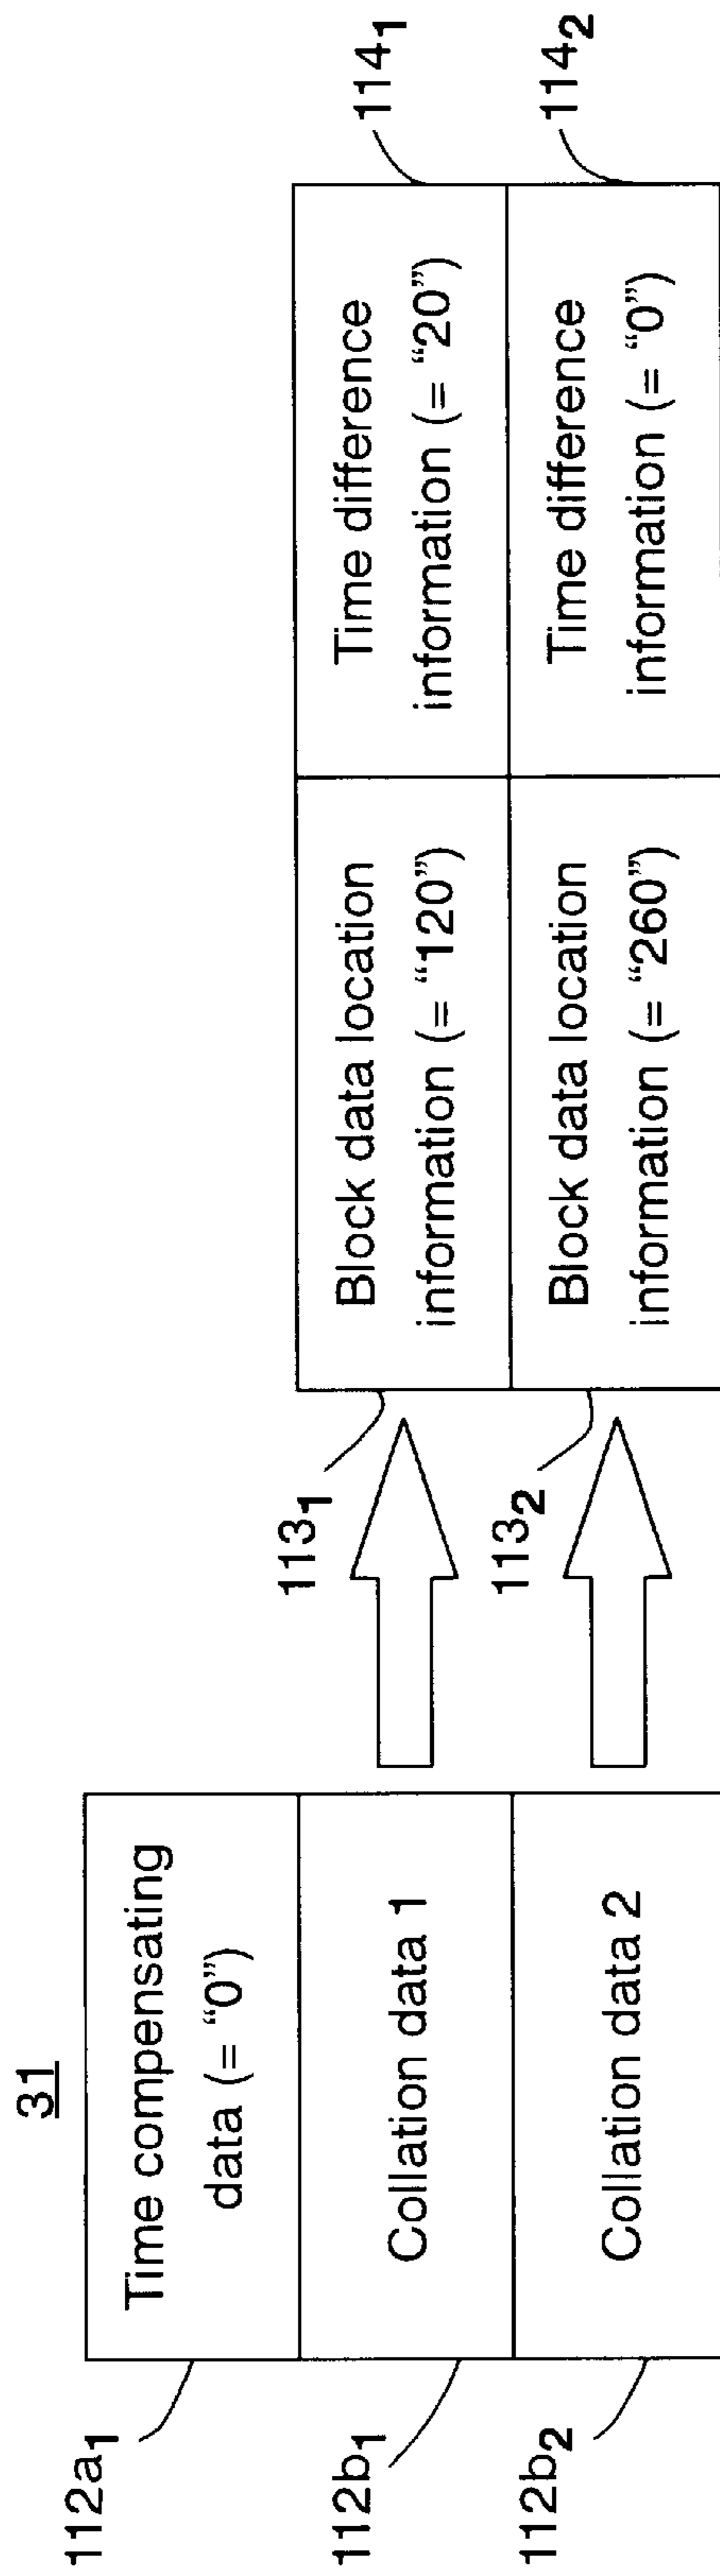 31
112a1
Time compensating
data (= “0”)
112b1
Collation data 1
1131
Block data location
information (= “120”)
Time difference
information (= “20”)
1141
112b2
Collation data 2
1132
Block data location
information (= “260”)
Time difference
information (= “0”)
1142